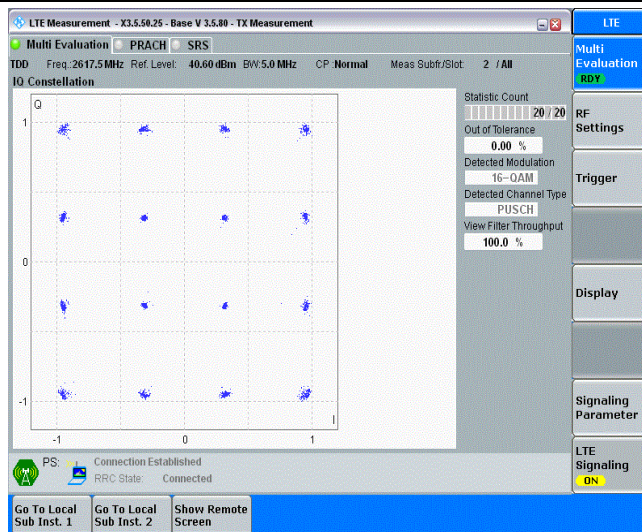 LTE Measurement - X3.5.50.25 - Base V 3.5.80 - TX Measurement
LTE
Multi Evaluation PRACH SRS
Multi
Evaluation
RDY
TDD Freq.:2617.5 MHz Ref. Level: 40.60 dBm BW:5.0 MHz CP :Normal Meas Subfr./Slot: 2 / All
IQ Constellation
Q
1
0
-1
-1 0 1
I
Statistic Count
20 / 20
Out of Tolerance
0.00 %
Detected Modulation
16-QAM
Detected Channel Type
PUSCH
View Filter Throughput
100.0 %
RF
Settings
Trigger
Display
Signaling
Parameter
LTE
Signaling
ON
PS: Connection Established
RRC State: Connected
Go To Local
Sub Inst. 1
Go To Local
Sub Inst. 2
Show Remote
Screen